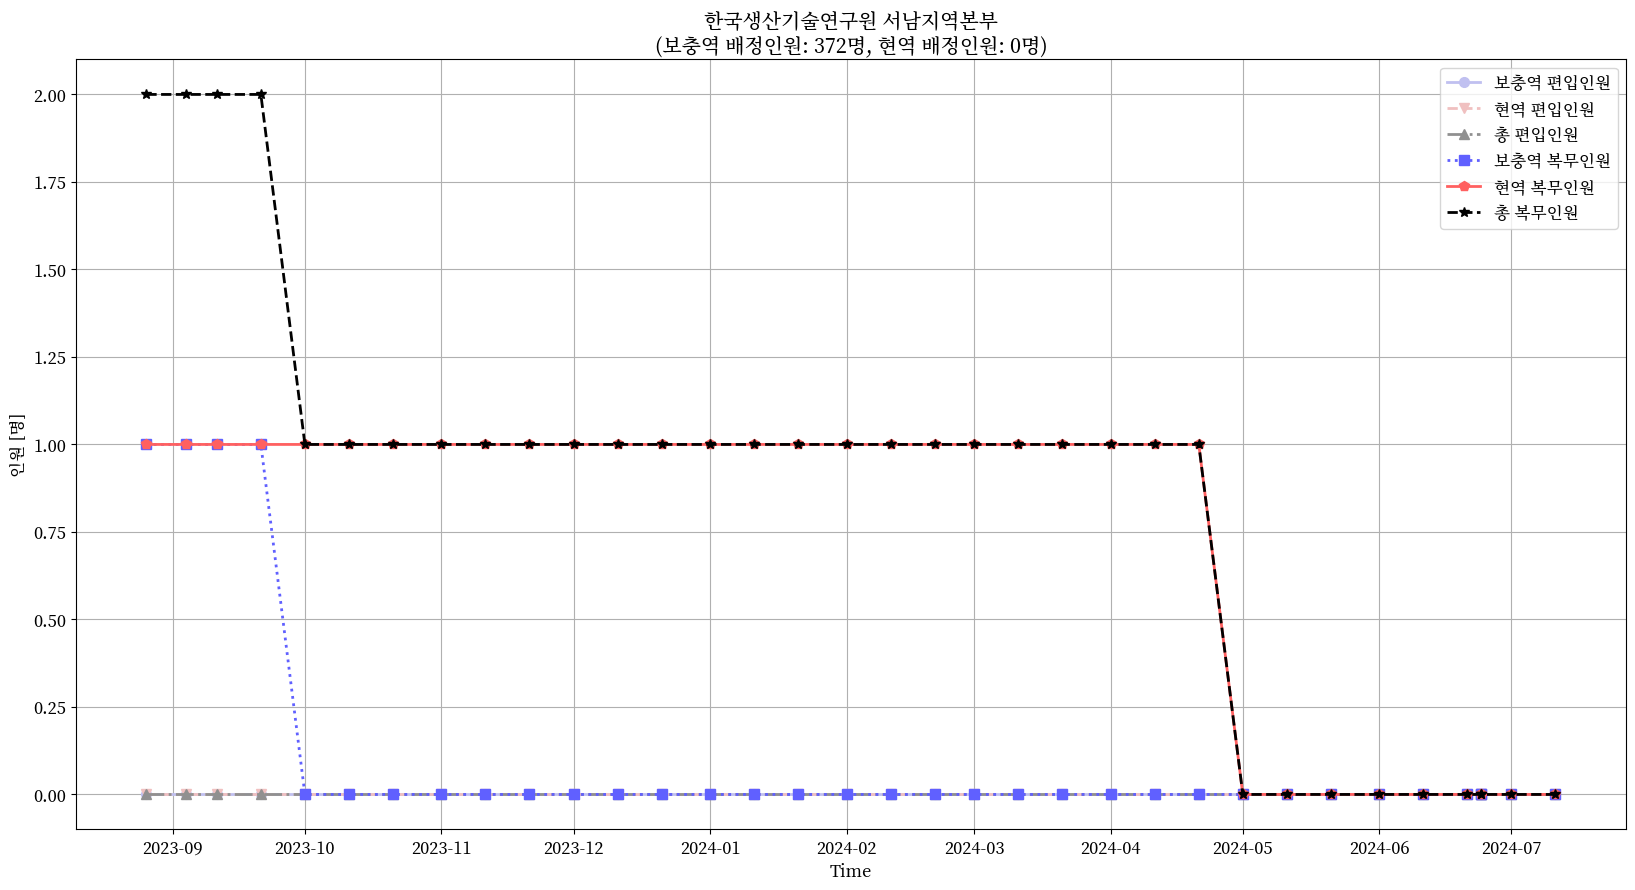 한국생산기술연구원 서남지역본부
(보충역 배정인원: 372명, 현역 배정인원: 0명)
보충역 편입인원
현역 편입인원
총 편입인원
보충역 복무인원
현역 복무인원
총 복무인원
인원 [명]
2.00
1.75
1.50
1.25
1.00
0.75
0.50
0.25
0.00
2023-09 2023-10 2023-11 2023-12 2024-01 2024-02 2024-03 2024-04 2024-05 2024-06 2024-07
Time